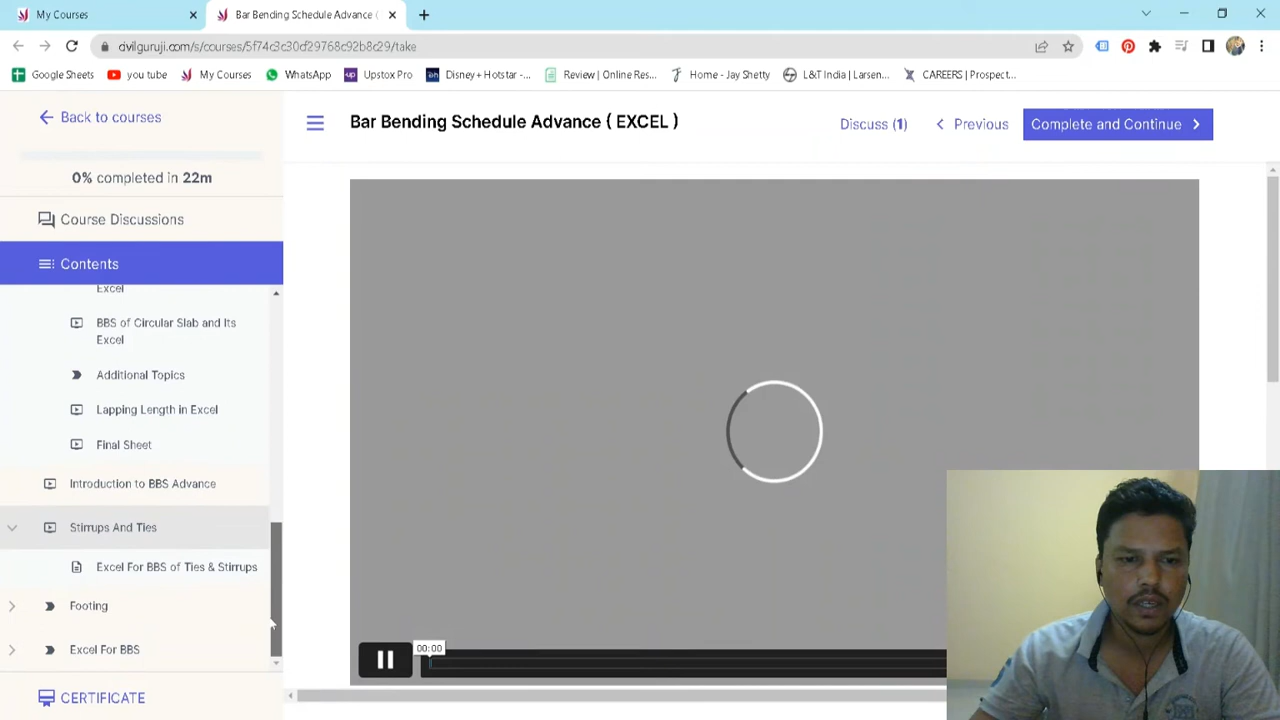 My Courses
Bar Bending Schedule Advance (
civilguruji.com/s/courses/5f74c3c30cf29768c92b8c29/take
Google Sheets
you tube
My Courses
WhatsApp
Upstox Pro
Disney+ Hotstar -...
Review | Online Res...
Home - Jay Shetty
L&T India | Larsen...
CAREERS | Prospect...
Back to courses
0% completed in 22m
Course Discussions
Contents
Excel
BBS of Circular Slab and Its
Excel
Additional Topics
Lapping Length in Excel
Final Sheet
Introduction to BBS Advance
Stirrups And Ties
Excel For BBS of Ties & Stirrups
Footing
Excel For BBS
CERTIFICATE
Bar Bending Schedule Advance ( EXCEL )
Discuss (1)
Previous
Complete and Continue
00:00